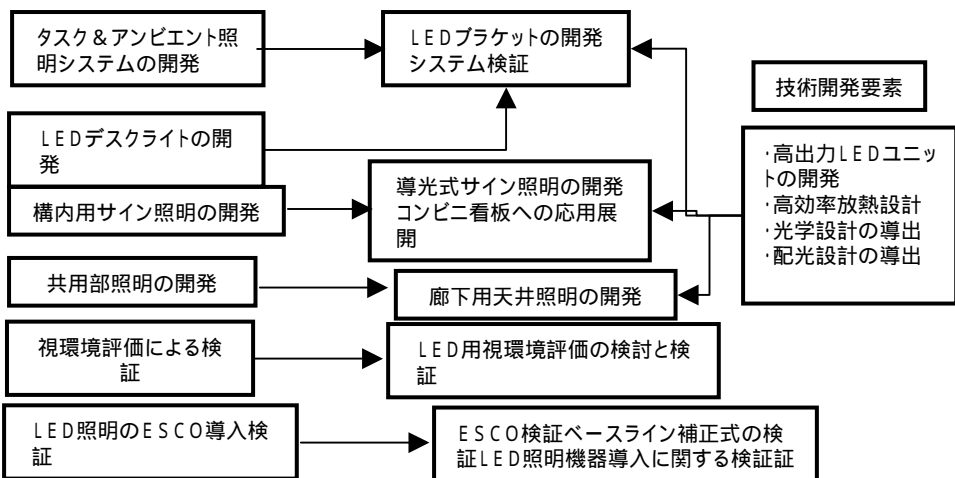 タスク＆アンビエント照
明システムの開発
LEDブラケットの開発
システム検証
技術開発要素
LEDデスクライトの開
発
構内用サイン照明の開発
導光式サイン照明の開発
コンビニ看板への応用展
開
・高出力LEDユニッ
トの開発
・高効率放熱設計
・光学設計の導出
・配光設計の導出
共用部照明の開発
廊下用天井照明の開発
視環境評価による検
証
LED用視環境評価の検討と検
証
LED照明のESCO導入検
証
ESCO検証ベースライン補正式の検
証LED照明機器導入に関する検証証